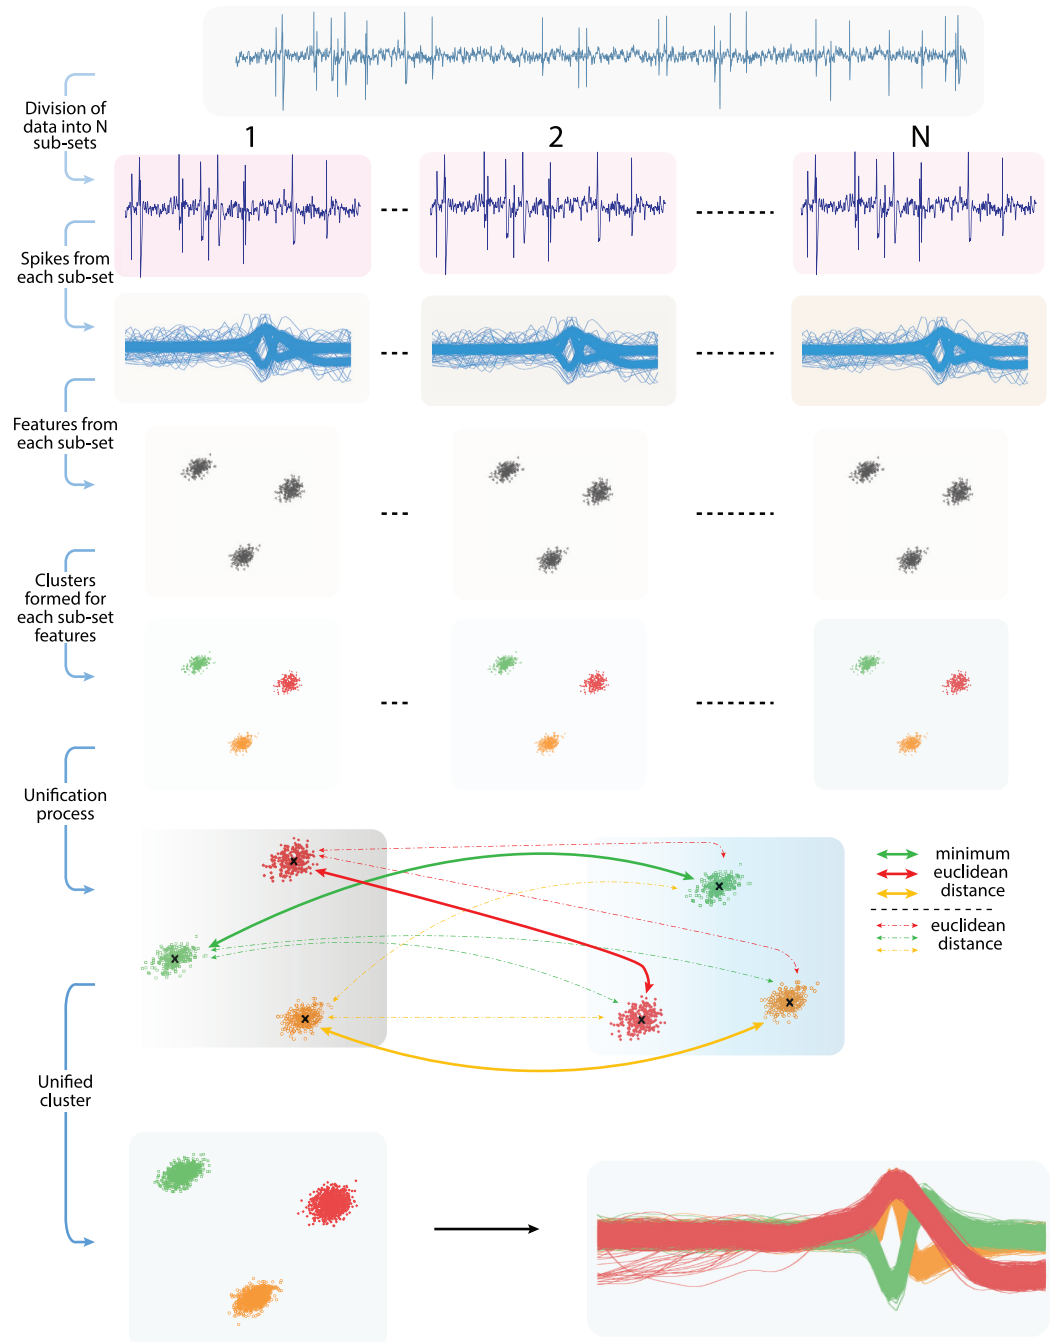 Division of
data into N
sub-sets
1
2
N
Spikes from
each sub-set
Features from
each sub-set
Clusters
formed for
each sub-set
features
Unification
process
minimum
euclidean
distance
euclidean
distance
x
x
x
x
x
x
Unified
cluster